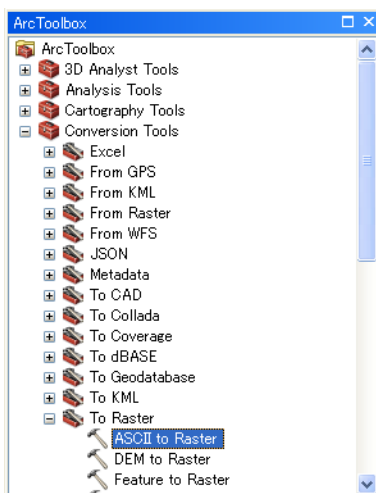 ArcToolbox
ArcToolbox
3D Analyst Tools
Analysis Tools
Cartography Tools
Conversion Tools
Excel
From GPS
From KML
From Raster
From WFS
JSON
Metadata
To CAD
To Collada
To Coverage
To dBASE
To Geodatabase
To KML
To Raster
ASCII to Raster
DEM to Raster
Feature to Raster